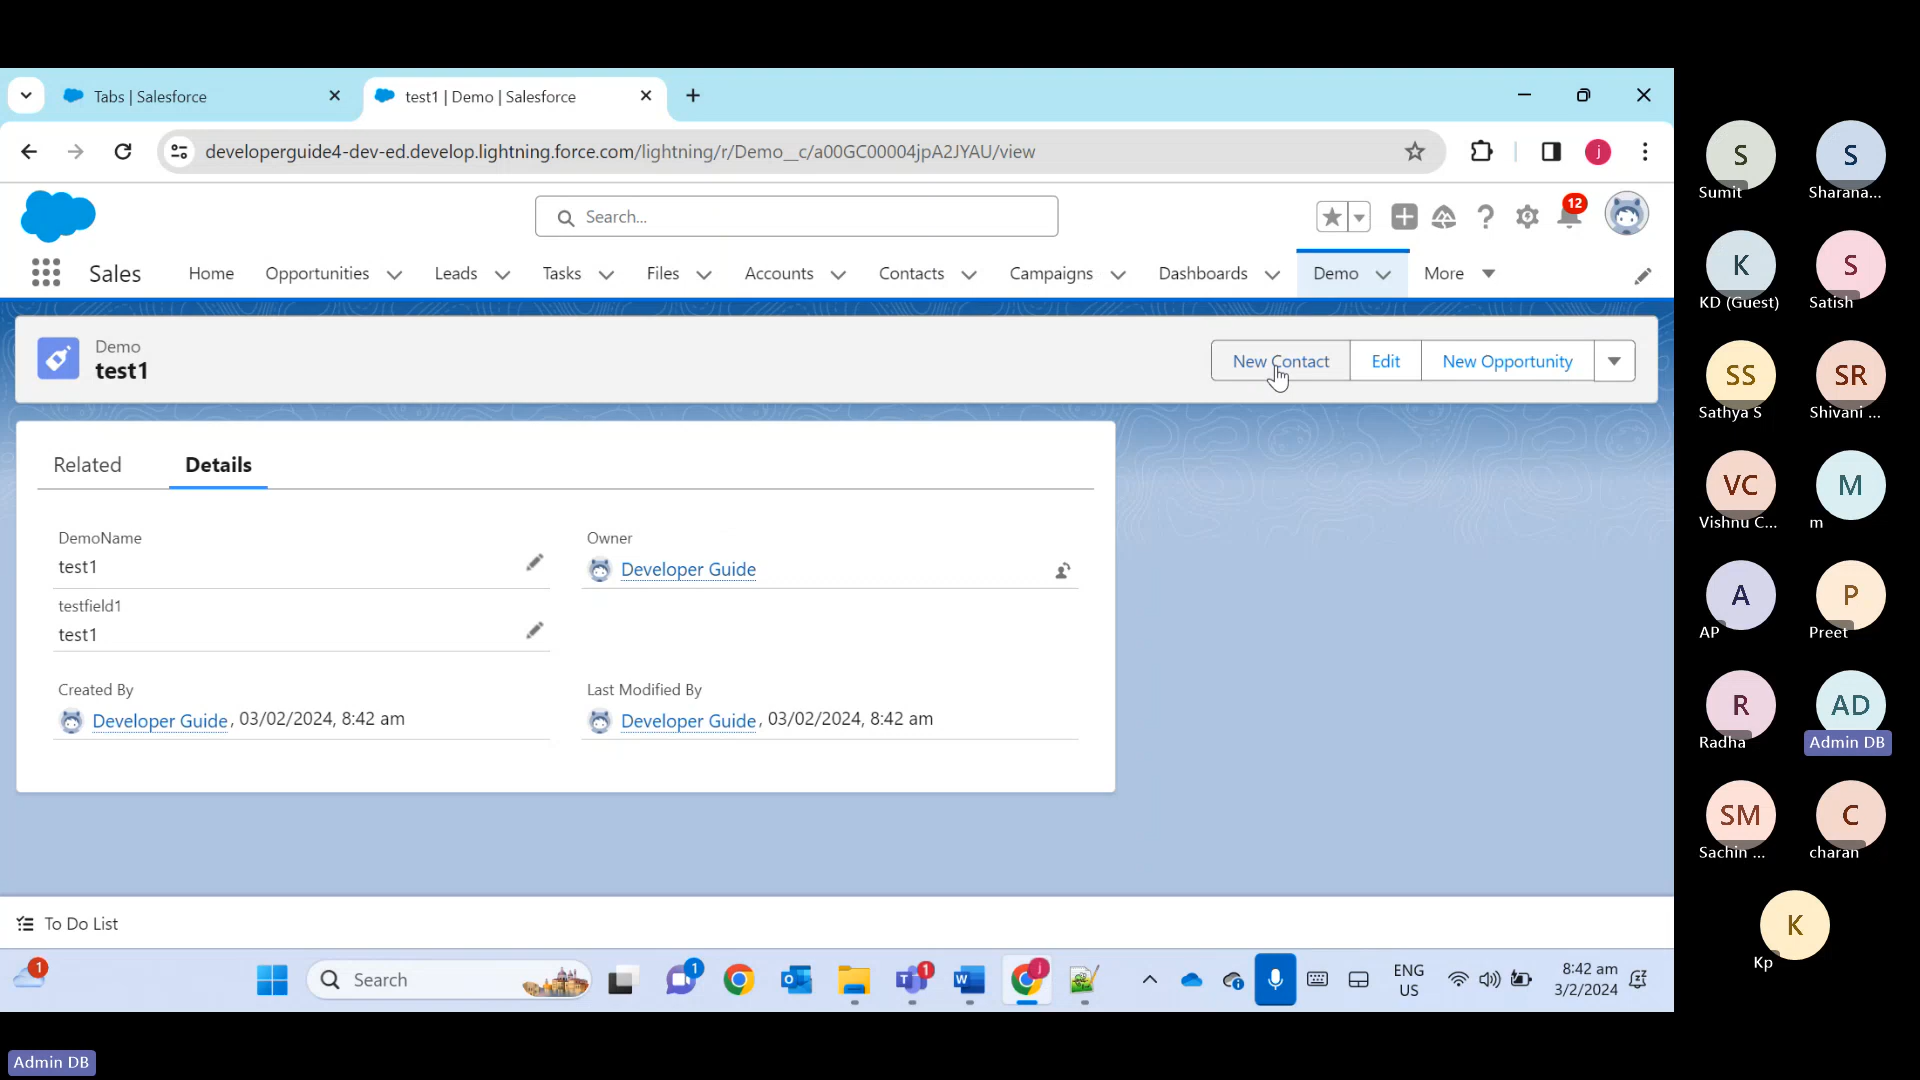 Tabs | Salesforce
test1 | Demo | Salesforce
developerguide4-dev-ed.develop.lightning.force.com/lightning/r/Demo__c/a00GC00004jpA2JYAU/view
j
Search...
12
Sales
Home
Opportunities
Leads
Tasks
Files
Accounts
Contacts
Campaigns
Dashboards
Demo
More
Demo
test1
New Contact
Edit
New Opportunity
Related
Details
DemoName
test1
Owner
Developer Guide
testfield1
test1
Created By
Developer Guide, 03/02/2024, 8:42 am
Last Modified By
Developer Guide, 03/02/2024, 8:42 am
To Do List
1
Search
1
1
j
ENG
US
8:42 am
3/2/2024
S
Sumit
S
Sharana...
K
KD (Guest)
S
Satish
SS
Sathya S
SR
Shivani ...
VC
Vishnu C...
M
m
A
AP
P
Preet
R
Radha
AD
Admin DB
SM
Sachin ...
C
charan
K
Kp
Admin DB